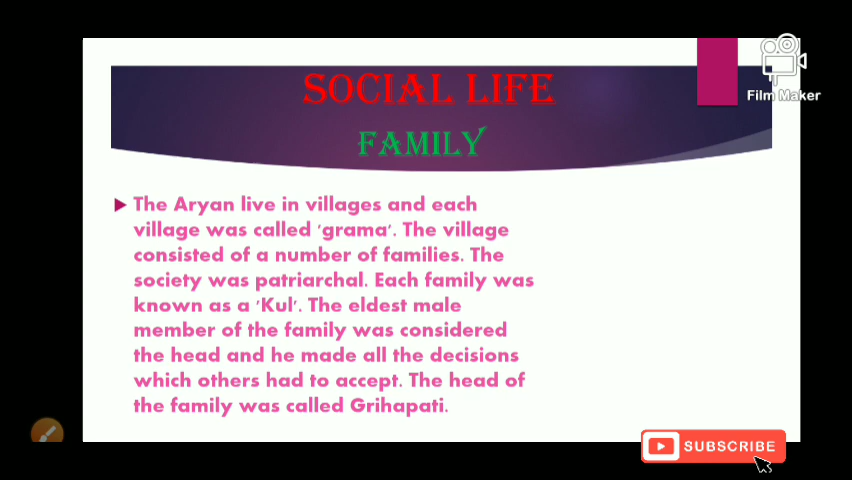 SOCIAL LIFE
FAMILY
Film Maker
The Aryan live in villages and each
village was called 'grama'. The village
consisted of a number of families. The
society was patriarchal. Each family was
known as a 'Kul'. The eldest male
member of the family was considered
the head and he made all the decisions
which others had to accept. The head of
the family was called Grihapati.
SUBSCRIBE